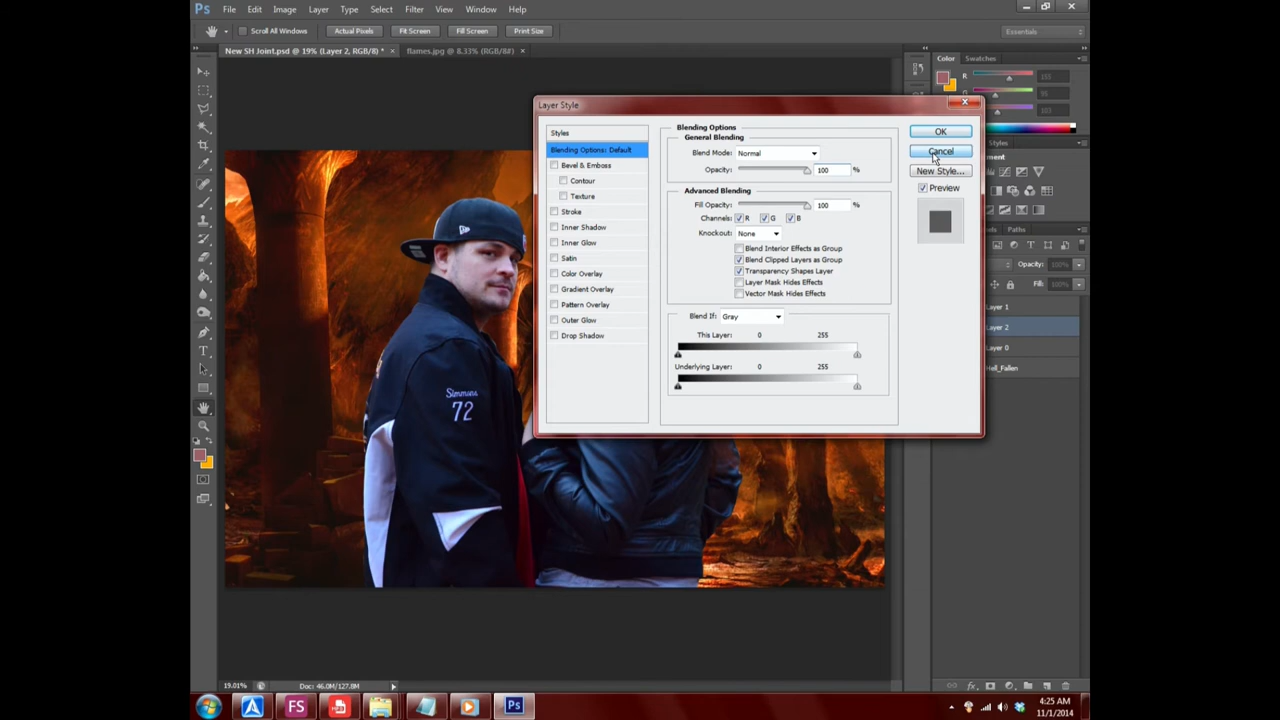 Ps File Edit Image Layer Type Select Filter View Window Help
Scroll All Windows Actual Pixels Fit Screen Fill Screen Print Size Essentials
New SH Joint.psd @ 19% (Layer 2, RGB/8) * × flames.jpg @ 8.33% (RGB/8#) ×
Color Swatches
R 155
G 95
B 103
Styles
Paths
Opacity: 100%
Fill: 100%
Layer 1
Layer 2
Layer 0
Hell_Fallen
Layer Style
Styles
Blending Options: Default
Bevel & Emboss
Contour
Texture
Stroke
Inner Shadow
Inner Glow
Satin
Color Overlay
Gradient Overlay
Pattern Overlay
Outer Glow
Drop Shadow
Blending Options
General Blending
Blend Mode: Normal
Opacity: 100 %
Advanced Blending
Fill Opacity: 100 %
Channels: R G B
Knockout: None
Blend Interior Effects as Group
Blend Clipped Layers as Group
Transparency Shapes Layer
Layer Mask Hides Effects
Vector Mask Hides Effects
Blend If: Gray
This Layer: 0 255
Underlying Layer: 0 255
OK
Cancel
New Style...
Preview
Simmons
72
19.01% Doc: 46.0M/127.8M
FS Ps
4:25 AM
11/1/2014